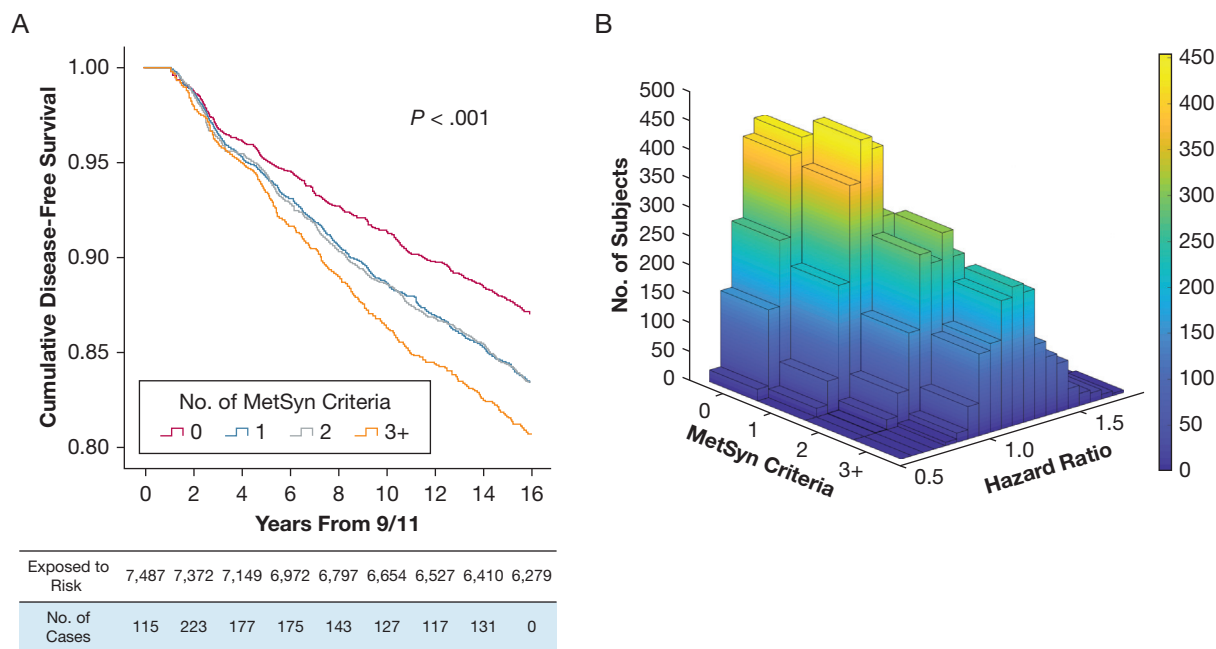 A
B
Cumulative Disease-Free Survival
1.00
0.95
0.90
0.85
0.80
P < .001
No. of MetSyn Criteria
0 1 2 3+
0 2 4 6 8 10 12 14 16
Years From 9/11
Exposed to Risk 7,487 7,372 7,149 6,972 6,797 6,654 6,527 6,410 6,279
No. of Cases 115 223 177 175 143 127 117 131 0
No. of Subjects
500
450
400
350
300
250
200
150
100
50
0
0 1 2 3+
MetSyn Criteria
0.5 1.0 1.5
Hazard Ratio
450
400
350
300
250
200
150
100
50
0